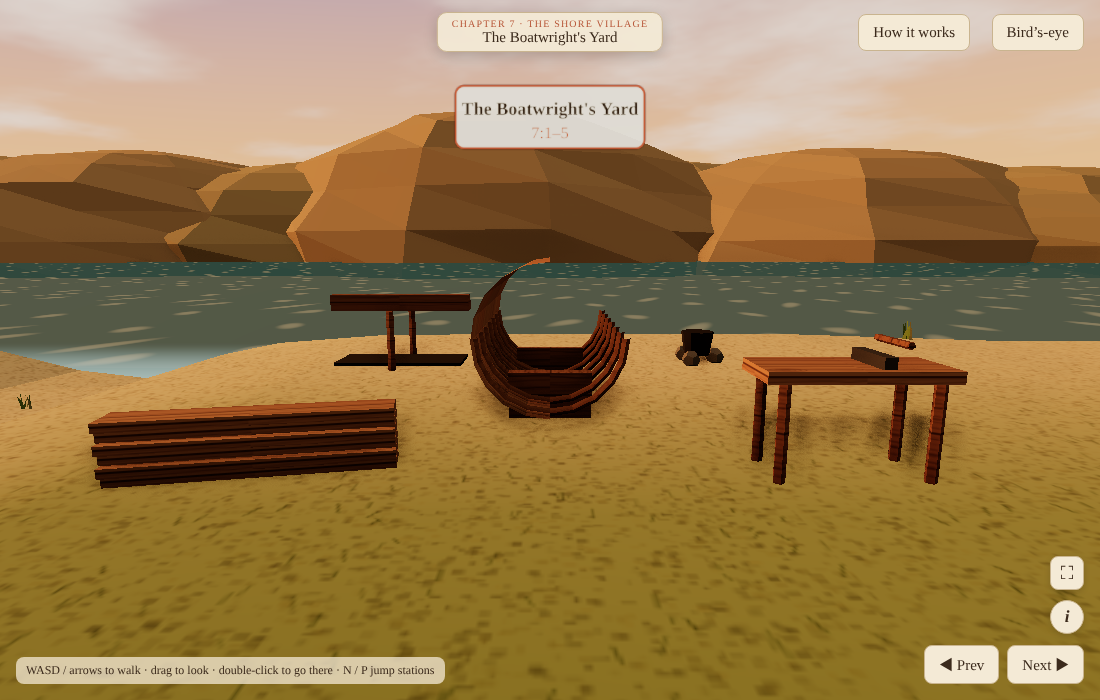 CHAPTER 7 · THE SHORE VILLAGE
The Boatwright's Yard
How it works
Bird's-eye
The Boatwright's Yard
7:1–5
i
WASD / arrows to walk · drag to look · double-click to go there · N / P jump stations
◀ Prev
Next ▶